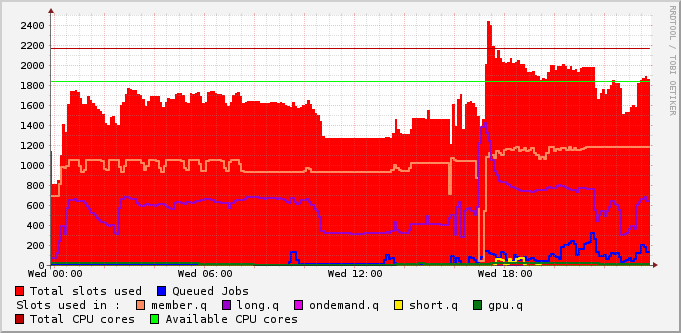 2400
2200
2000
1800
1600
1400
1200
1000
800
600
400
200
0
Wed 00:00 Wed 06:00 Wed 12:00 Wed 18:00
Total slots used Queued Jobs
Slots used in : member.q long.q ondemand.q short.q gpu.q
Total CPU cores Available CPU cores
RRDTOOL / TOBI OETIKER